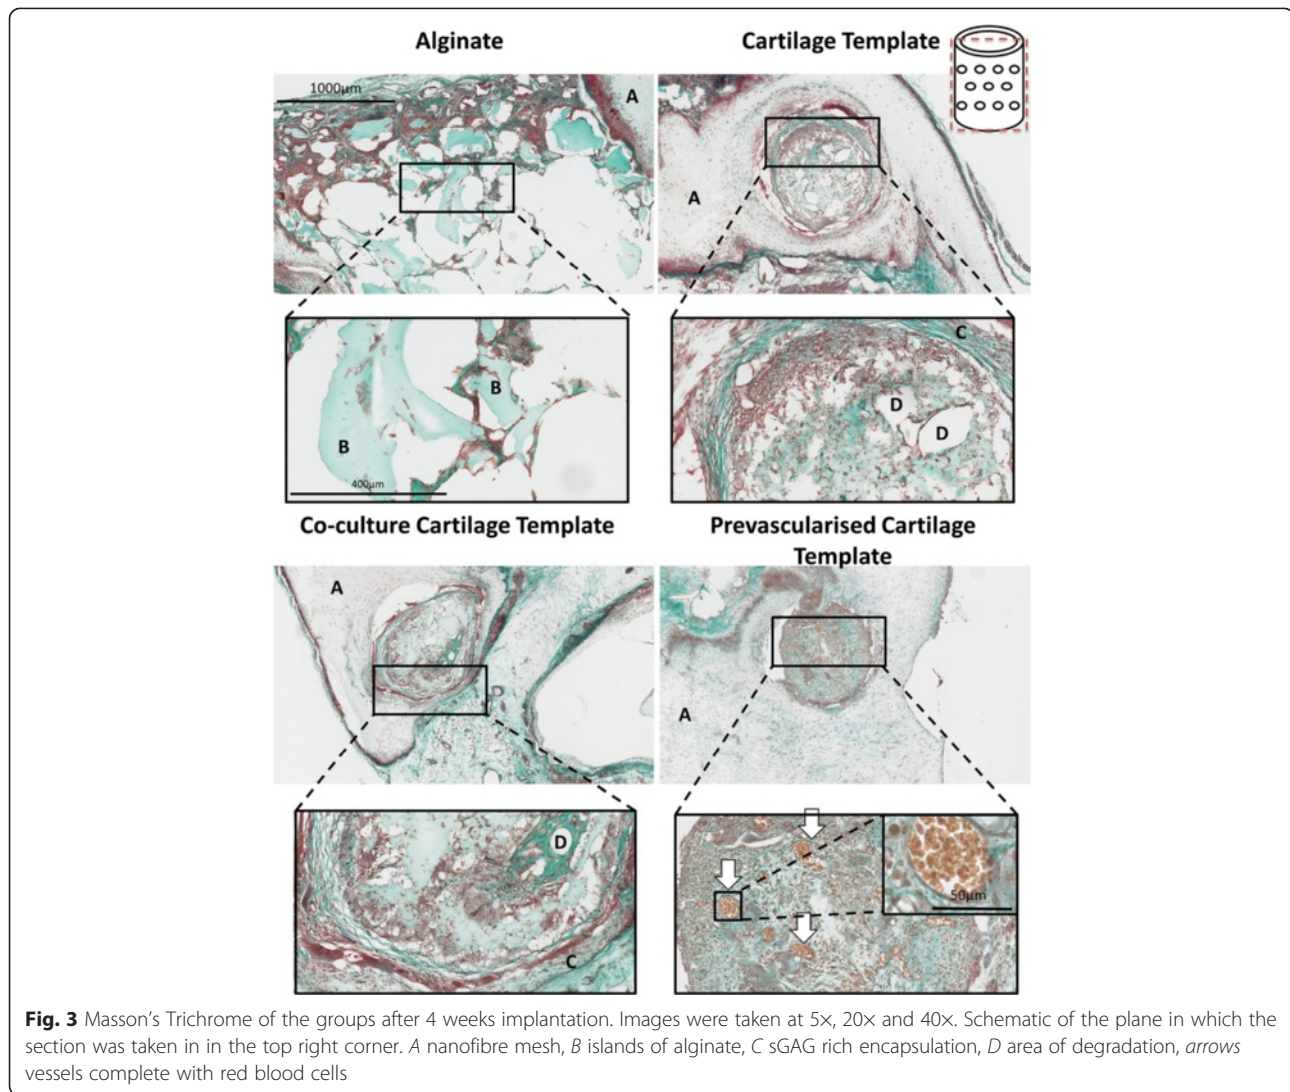 Alginate
Cartilage Template
1000µm
A
A
B
B
400µm
C
D
D
Co-culture Cartilage Template
Prevascularised Cartilage
Template
A
A
D
C
50µm
Fig. 3 Masson's Trichrome of the groups after 4 weeks implantation. Images were taken at 5×, 20× and 40×. Schematic of the plane in which the
section was taken in in the top right corner. A nanofibre mesh, B islands of alginate, C sGAG rich encapsulation, D area of degradation, arrows
vessels complete with red blood cells